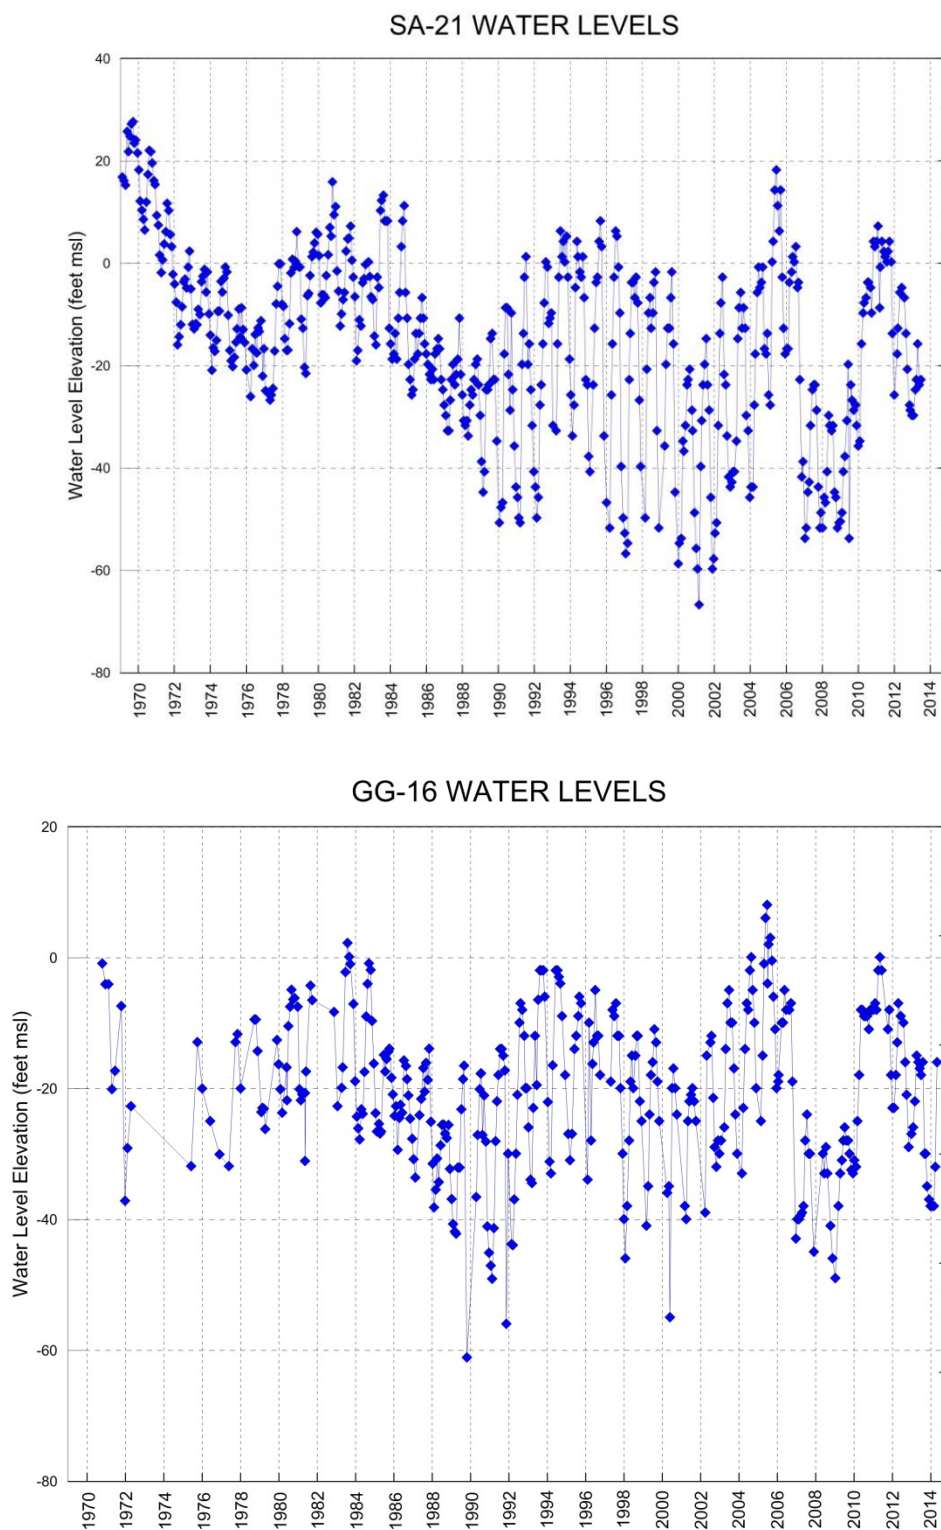 SA-21 WATER LEVELS
40
20
0
-20
-40
-60
-80
Water Level Elevation (feet msl)
1970 1972 1974 1976 1978 1980 1982 1984 1986 1988 1990 1992 1994 1996 1998 2000 2002 2004 2006 2008 2010 2012 2014
GG-16 WATER LEVELS
20
0
-20
-40
-60
-80
Water Level Elevation (feet msl)
1970 1972 1974 1976 1978 1980 1982 1984 1986 1988 1990 1992 1994 1996 1998 2000 2002 2004 2006 2008 2010 2012 2014